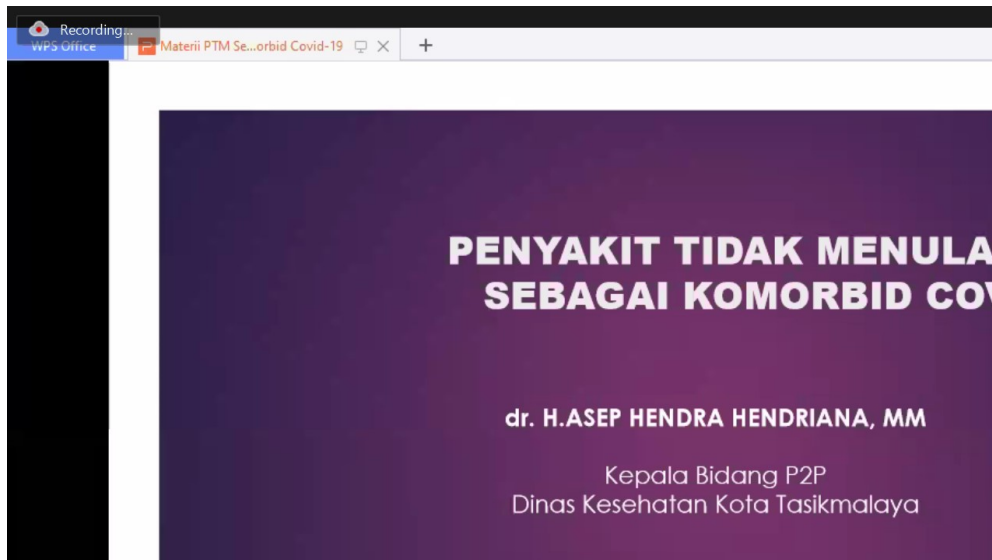 Recording...
WPS Office
Materii PTM Se...orbid Covid-19
PENYAKIT TIDAK MENULA
SEBAGAI KOMORBID COV
dr. H.ASEP HENDRA HENDRIANA, MM
Kepala Bidang P2P
Dinas Kesehatan Kota Tasikmalaya